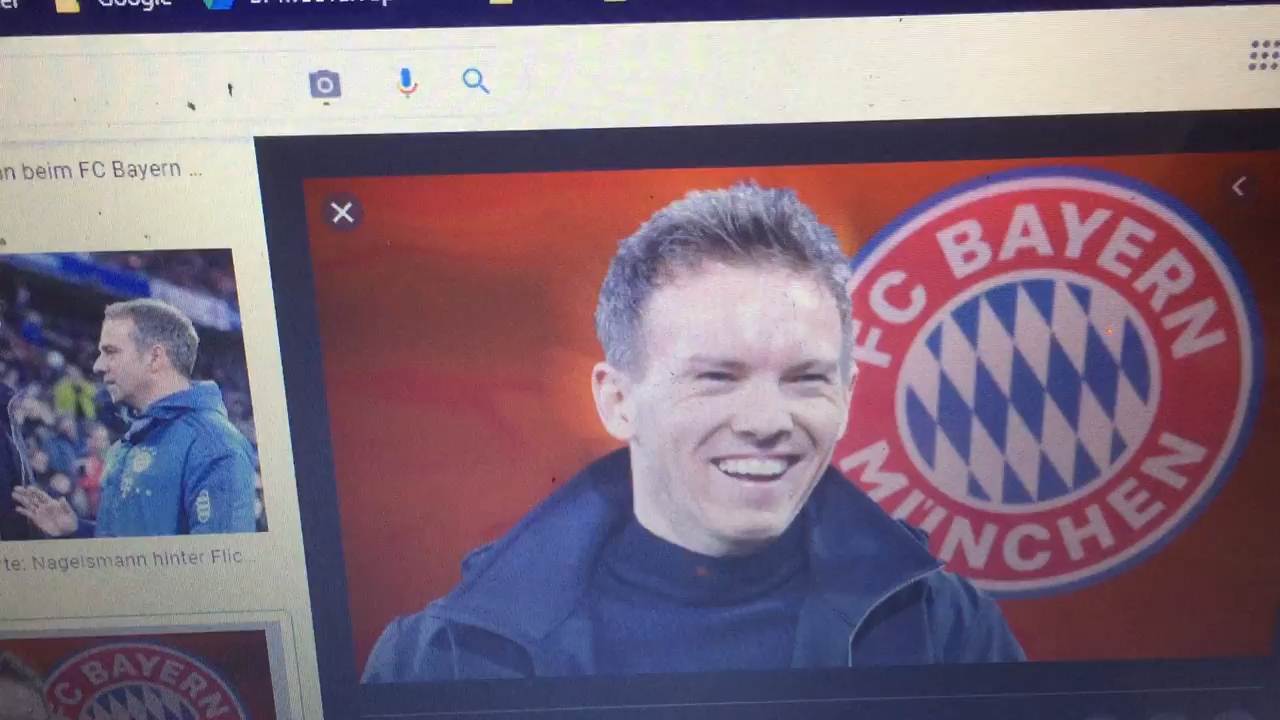 Google
n beim FC Bayern ...
FC BAYERN
MÜNCHEN
te: Nagelsmann hinter Flic...
FC BAYERN